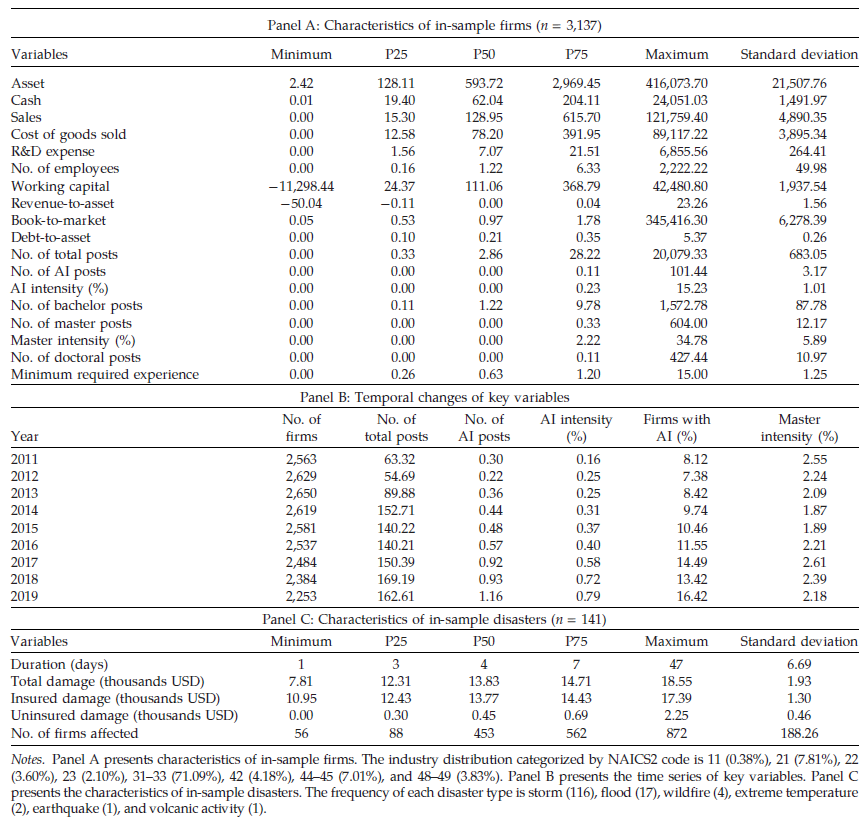 Panel A: Characteristics of in-sample firms (n = 3,137)
Variables Minimum P25 P50 P75 Maximum Standard deviation
Asset 2.42 128.11 593.72 2,969.45 416,073.70 21,507.76
Cash 0.01 19.40 62.04 204.11 24,051.03 1,491.97
Sales 0.00 15.30 128.95 615.70 121,759.40 4,890.35
Cost of goods sold 0.00 12.58 78.20 391.95 89,117.22 3,895.34
R&D expense 0.00 1.56 7.07 21.51 6,855.56 264.41
No. of employees 0.00 0.16 1.22 6.33 2,222.22 49.98
Working capital −11,298.44 24.37 111.06 368.79 42,480.80 1,937.54
Revenue-to-asset −50.04 −0.11 0.00 0.04 23.26 1.56
Book-to-market 0.05 0.53 0.97 1.78 345,416.30 6,278.39
Debt-to-asset 0.00 0.10 0.21 0.35 5.37 0.26
No. of total posts 0.00 0.33 2.86 28.22 20,079.33 683.05
No. of AI posts 0.00 0.00 0.00 0.11 101.44 3.17
AI intensity (%) 0.00 0.00 0.00 0.23 15.23 1.01
No. of bachelor posts 0.00 0.11 1.22 9.78 1,572.78 87.78
No. of master posts 0.00 0.00 0.00 0.33 604.00 12.17
Master intensity (%) 0.00 0.00 0.00 2.22 34.78 5.89
No. of doctoral posts 0.00 0.00 0.00 0.11 427.44 10.97
Minimum required experience 0.00 0.26 0.63 1.20 15.00 1.25
Panel B: Temporal changes of key variables
No. of No. of No. of AI intensity Firms with Master
Year firms total posts AI posts (%) AI (%) intensity (%)
2011 2,563 63.32 0.30 0.16 8.12 2.55
2012 2,629 54.69 0.22 0.25 7.38 2.24
2013 2,650 89.88 0.36 0.25 8.42 2.09
2014 2,619 152.71 0.44 0.31 9.74 1.87
2015 2,581 140.22 0.48 0.37 10.46 1.89
2016 2,537 140.21 0.57 0.40 11.55 2.21
2017 2,484 150.39 0.92 0.58 14.49 2.61
2018 2,384 169.19 0.93 0.72 13.42 2.39
2019 2,253 162.61 1.16 0.79 16.42 2.18
Panel C: Characteristics of in-sample disasters (n = 141)
Variables Minimum P25 P50 P75 Maximum Standard deviation
Duration (days) 1 3 4 7 47 6.69
Total damage (thousands USD) 7.81 12.31 13.83 14.71 18.55 1.93
Insured damage (thousands USD) 10.95 12.43 13.77 14.43 17.39 1.30
Uninsured damage (thousands USD) 0.00 0.30 0.45 0.69 2.25 0.46
No. of firms affected 56 88 453 562 872 188.26
Notes. Panel A presents characteristics of in-sample firms. The industry distribution categorized by NAICS2 code is 11 (0.38%), 21 (7.81%), 22
(3.60%), 23 (2.10%), 31–33 (71.09%), 42 (4.18%), 44–45 (7.01%), and 48–49 (3.83%). Panel B presents the time series of key variables. Panel C
presents the characteristics of in-sample disasters. The frequency of each disaster type is storm (116), flood (17), wildfire (4), extreme temperature
(2), earthquake (1), and volcanic activity (1).